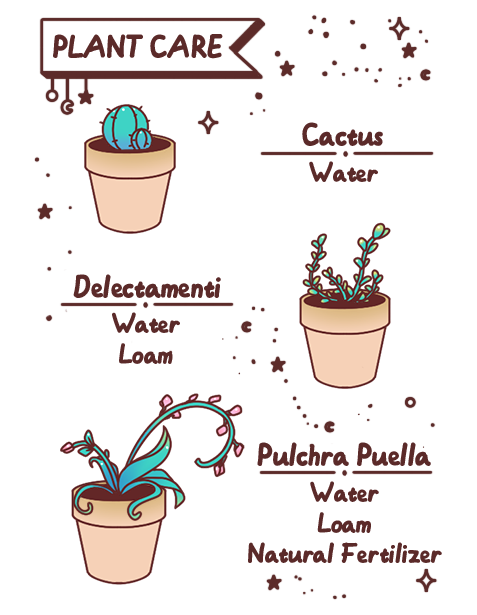 PLANT CARE
Cactus
Water
Delectamenti
Water
Loam
Pulchra Puella
Water
Loam
Natural Fertilizer